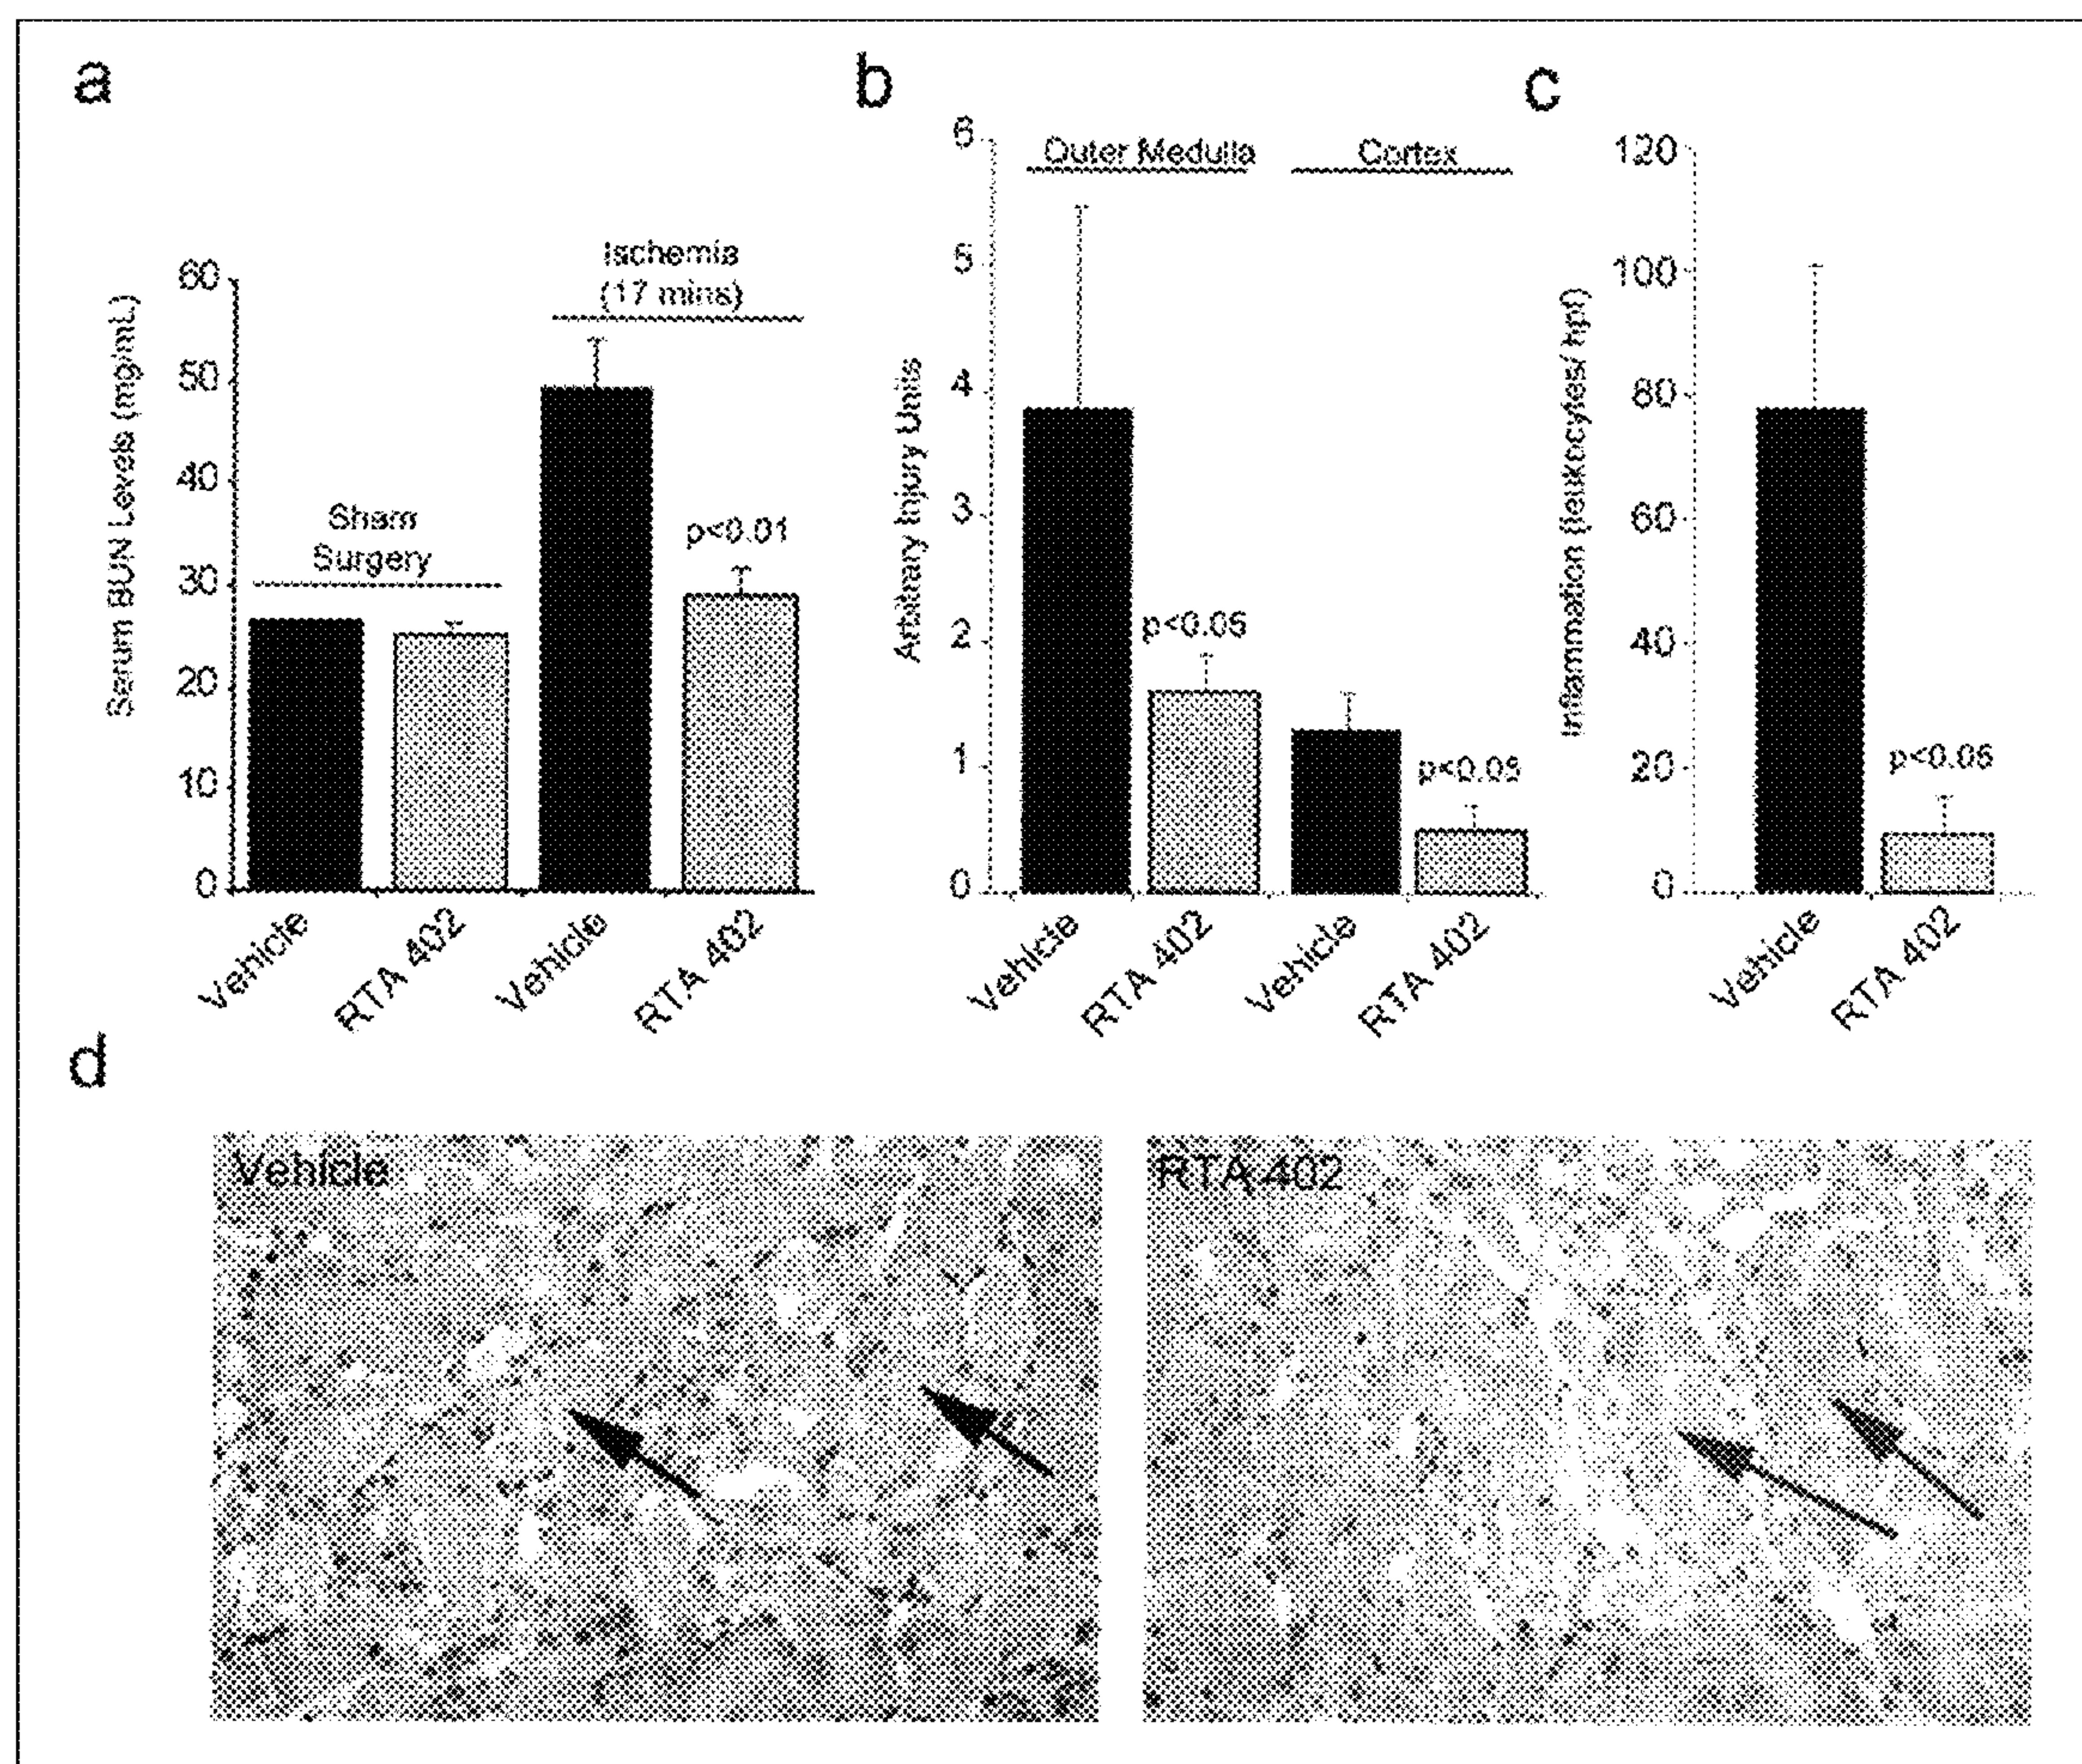 a
b
c
Serum BUN Levels (mg/mL)
60
50
40
30
20
10
0
Sham
Surgery
Ischemia
(17 mins)
p<0.01
Vehicle
RTA 402
Vehicle
RTA 402
Arbitrary Injury Units
6
5
4
3
2
1
0
Outer Medulla
Cortex
p<0.05
p<0.05
Vehicle
RTA 402
Vehicle
RTA 402
Inflammation (leukocytes/ hpf)
120
100
80
60
40
20
0
p<0.05
Vehicle
RTA 402
d
Vehicle
RTA 402